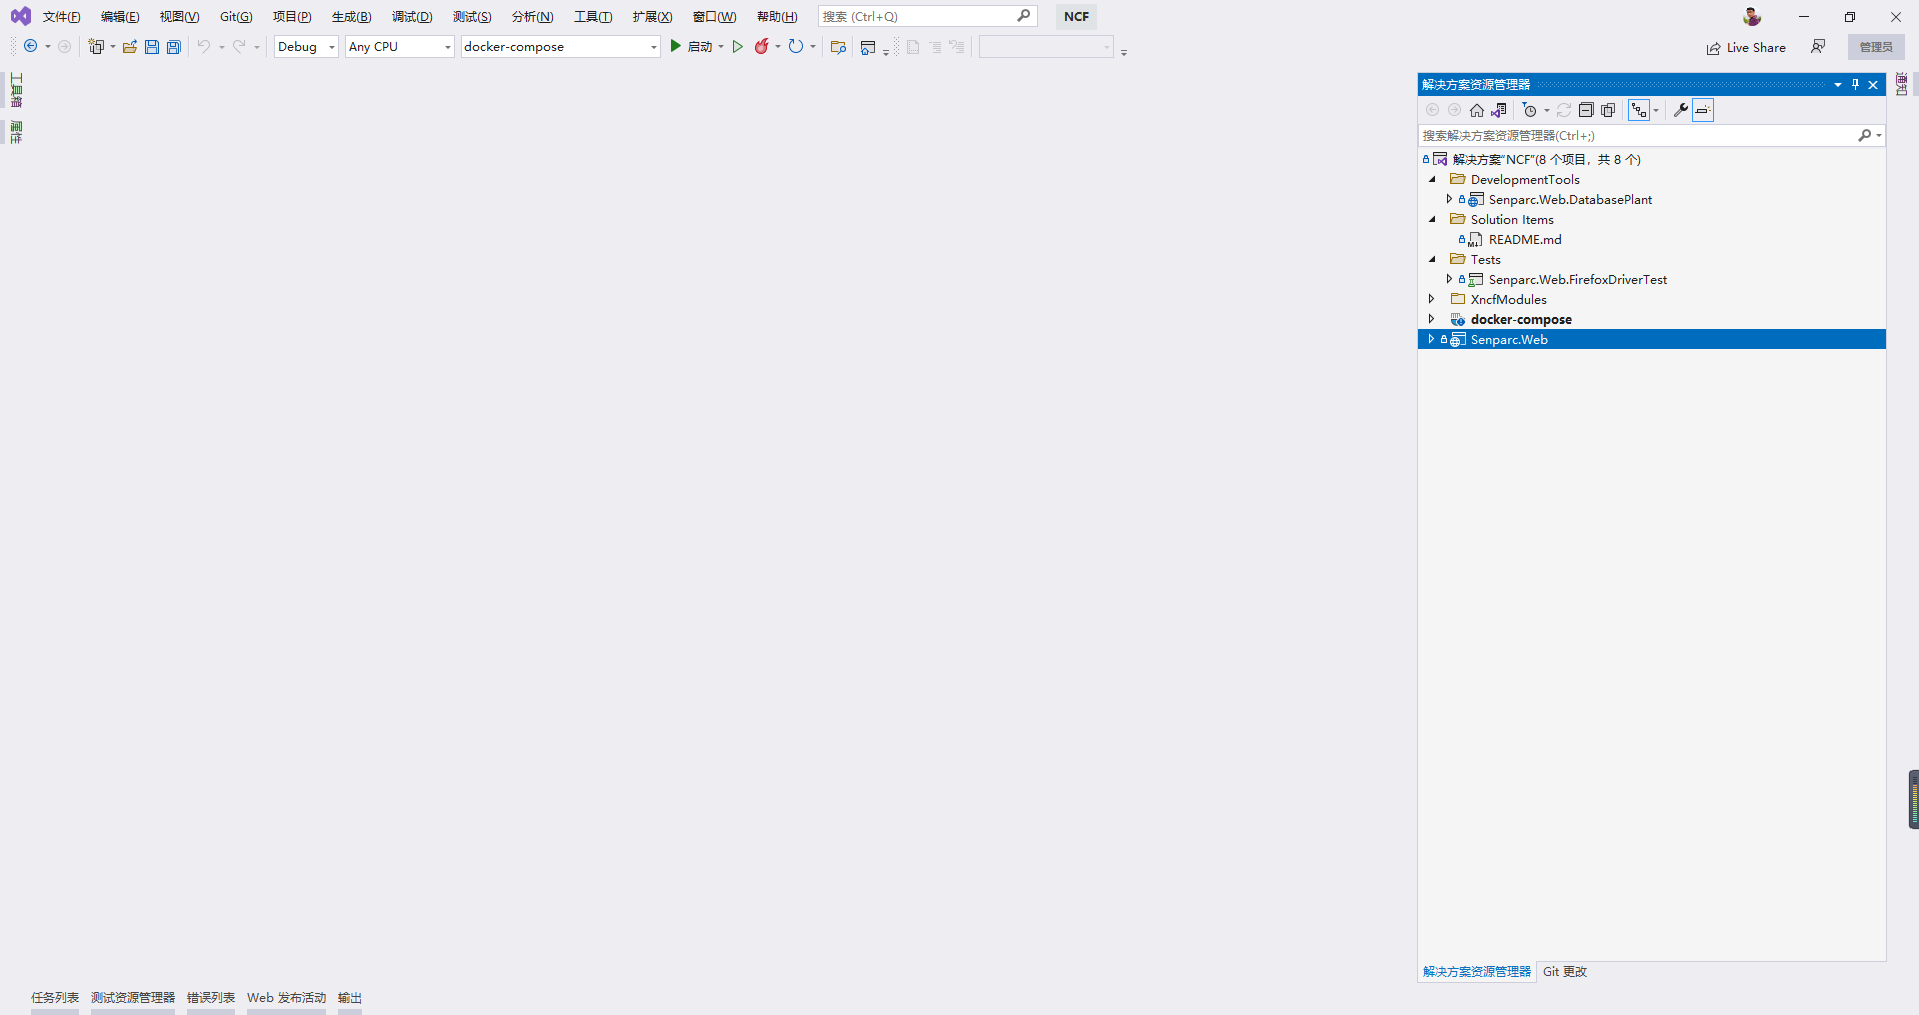 文件(F) 编辑(E) 视图(V) Git(G) 项目(P) 生成(B) 调试(D) 测试(S) 分析(N) 工具(T) 扩展(X) 窗口(W) 帮助(H) 搜索 (Ctrl+Q) NCF
Debug Any CPU docker-compose 启动 Live Share 管理员
工具箱
属性
解决方案资源管理器
通知
搜索解决方案资源管理器(Ctrl+;)
解决方案"NCF"(8 个项目，共 8 个)
DevelopmentTools
Senparc.Web.DatabasePlant
Solution Items
README.md
Tests
Senparc.Web.FirefoxDriverTest
XncfModules
docker-compose
Senparc.Web
解决方案资源管理器 Git 更改
任务列表 测试资源管理器 错误列表 Web 发布活动 输出